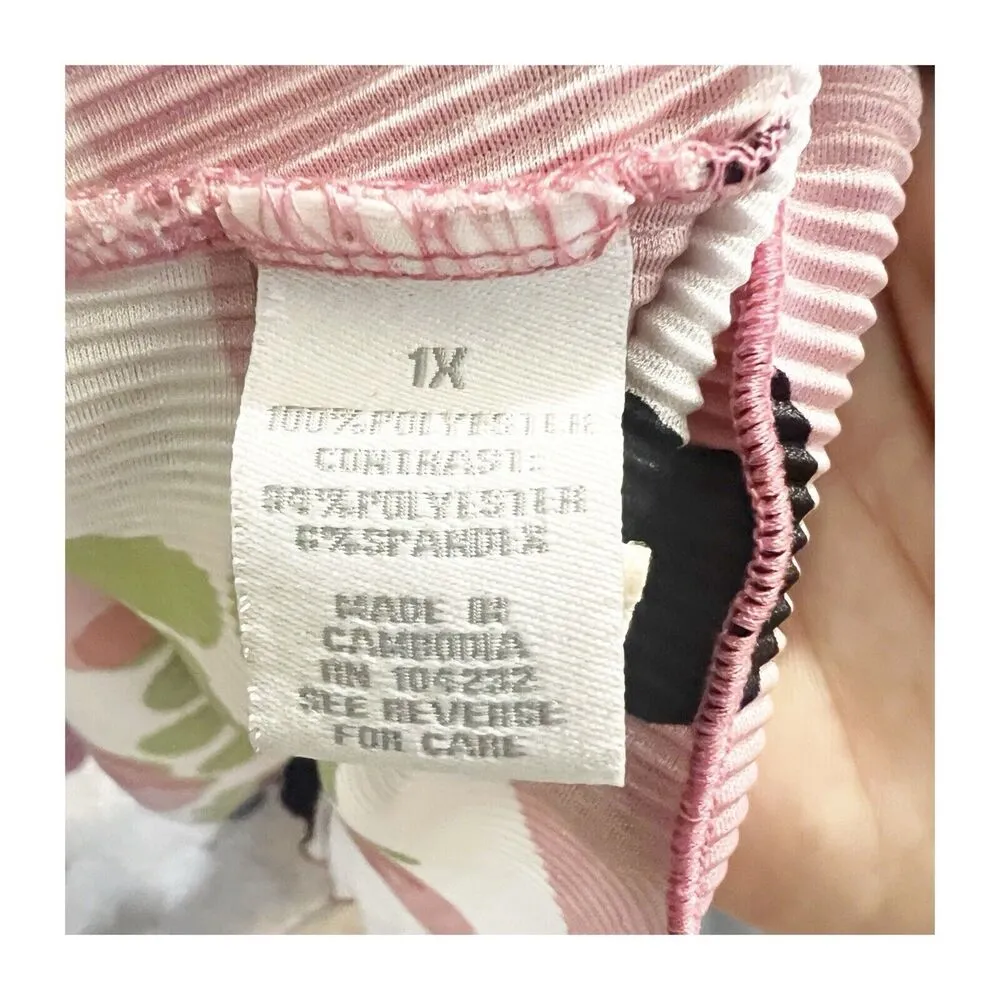 1X
100%POLYESTER
CONTRAST:
94%POLYESTER
6%SPANDEX
MADE IN
CAMBODIA
RN 104232
SEE REVERSE
FOR CARE